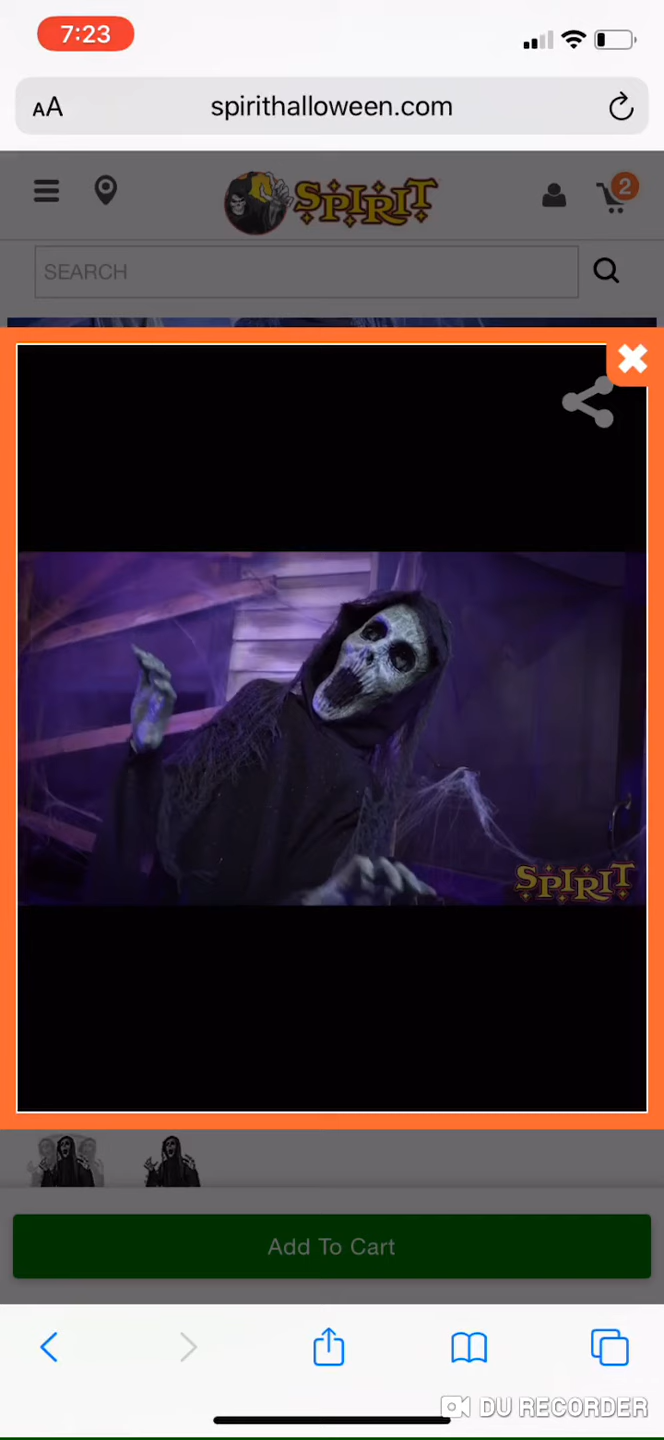 7:23
AA
spirithalloween.com
SPIRIT
2
SEARCH
SPIRIT
Add To Cart
DU RECORDER